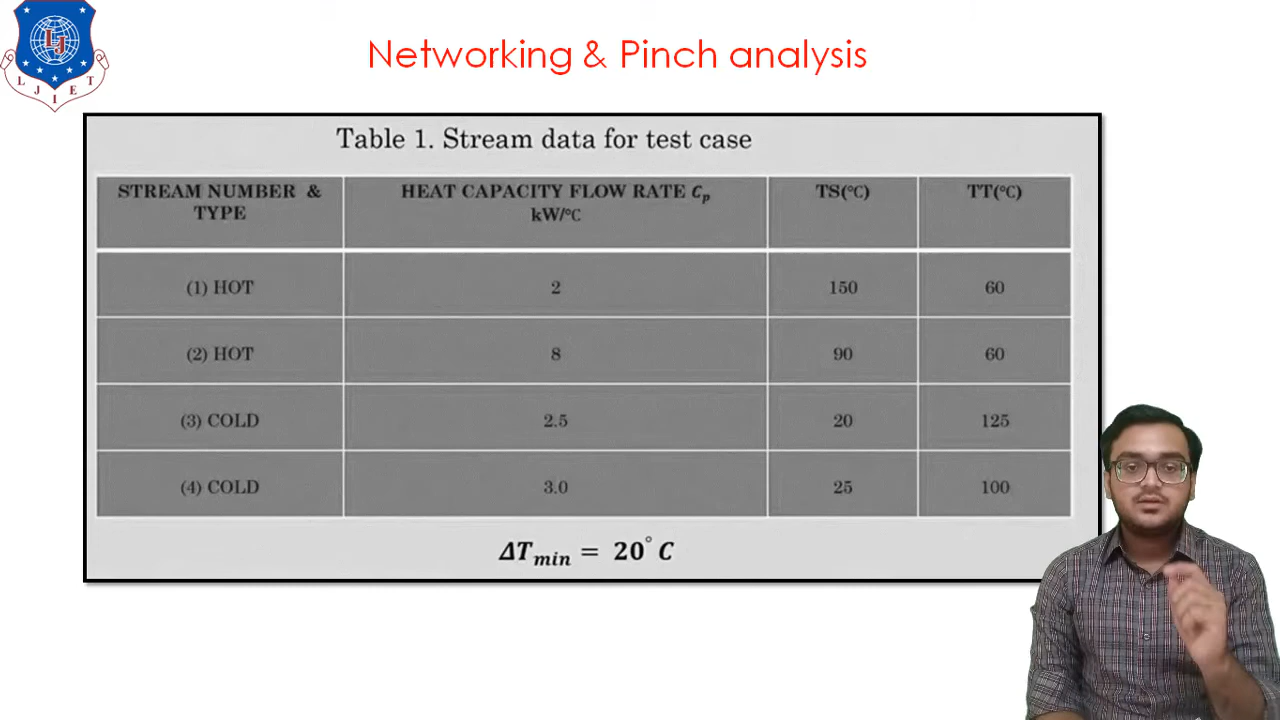 Networking & Pinch analysis
L J I E T
Table 1. Stream data for test case
STREAM NUMBER & TYPE | HEAT CAPACITY FLOW RATE Cp kW/°C | TS(°C) | TT(°C)
(1) HOT | 2 | 150 | 60
(2) HOT | 8 | 90 | 60
(3) COLD | 2.5 | 20 | 125
(4) COLD | 3.0 | 25 | 100
ΔTmin = 20°C